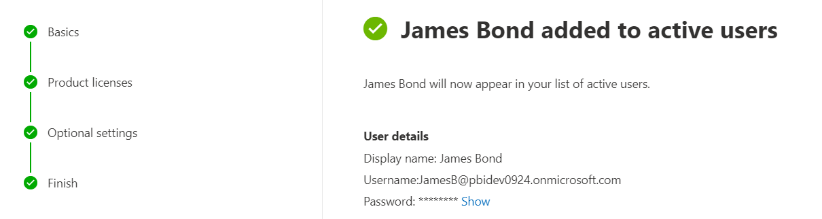 Basics
Product licenses
Optional settings
Finish
James Bond added to active users
James Bond will now appear in your list of active users.
User details
Display name: James Bond
Username:JamesB@pbidev0924.onmicrosoft.com
Password: ******** Show